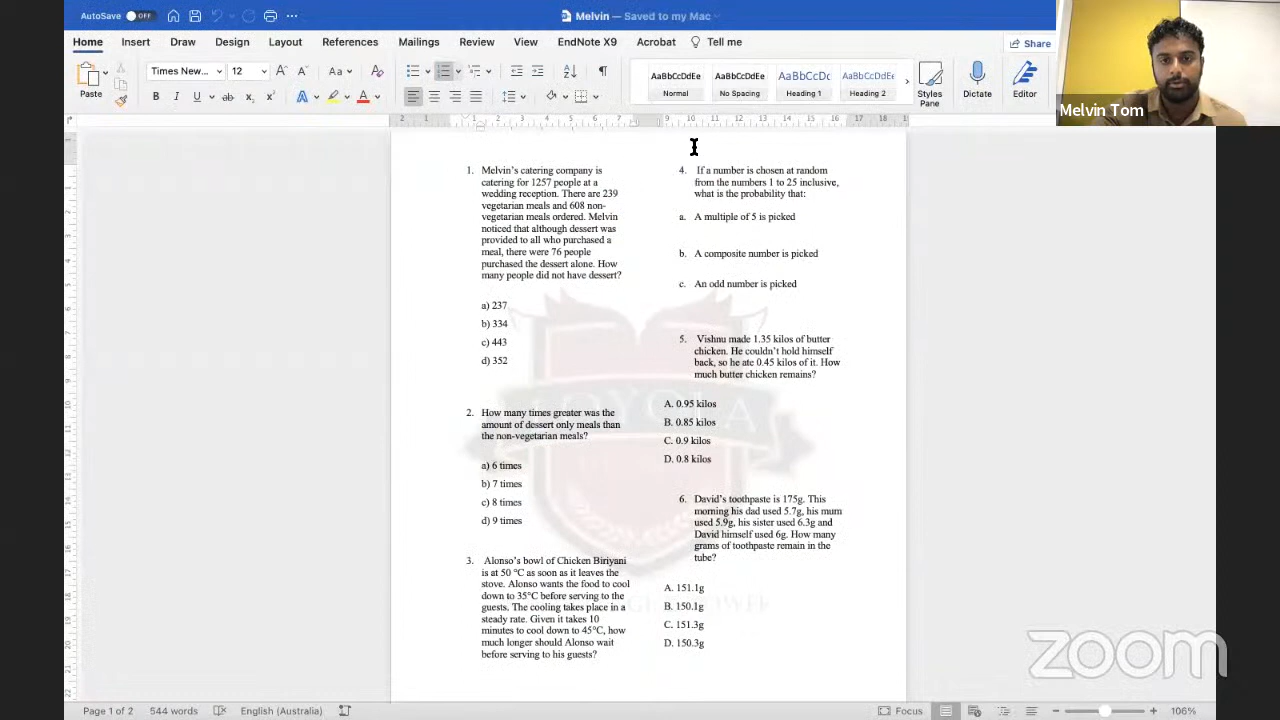 AutoSave OFF
Melvin — Saved to my Mac
Home Insert Draw Design Layout References Mailings Review View EndNote X9 Acrobat Tell me
Share
Paste
Times New... 12
AaBbCcDdEe AaBbCcDdEe AaBbCcDc AaBbCcDdEe
Normal No Spacing Heading 1 Heading 2
Styles
Pane
Dictate
Editor
Melvin Tom
1. Melvin's catering company is
catering for 1257 people at a
wedding reception. There are 239
vegetarian meals and 608 non-
vegetarian meals ordered. Melvin
noticed that although dessert was
provided to all who purchased a
meal, there were 76 people
purchased the dessert alone. How
many people did not have dessert?
a) 237
b) 334
c) 443
d) 352
2. How many times greater was the
amount of dessert only meals than
the non-vegetarian meals?
a) 6 times
b) 7 times
c) 8 times
d) 9 times
3. Alonso's bowl of Chicken Biriyani
is at 50 °C as soon as it leaves the
stove. Alonso wants the food to cool
down to 35°C before serving to the
guests. The cooling takes place in a
steady rate. Given it takes 10
minutes to cool down to 45°C, how
much longer should Alonso wait
before serving to his guests?
4. If a number is chosen at random
from the numbers 1 to 25 inclusive,
what is the probability that:
a. A multiple of 5 is picked
b. A composite number is picked
c. An odd number is picked
5. Vishnu made 1.35 kilos of butter
chicken. He couldn't hold himself
back, so he ate 0.45 kilos of it. How
much butter chicken remains?
A. 0.95 kilos
B. 0.85 kilos
C. 0.9 kilos
D. 0.8 kilos
6. David's toothpaste is 175g. This
morning his dad used 5.7g, his mum
used 5.9g, his sister used 6.3g and
David himself used 6g. How many
grams of toothpaste remain in the
tube?
A. 151.1g
B. 150.1g
C. 151.3g
D. 150.3g
zoom
Page 1 of 2 544 words English (Australia) Focus 106%